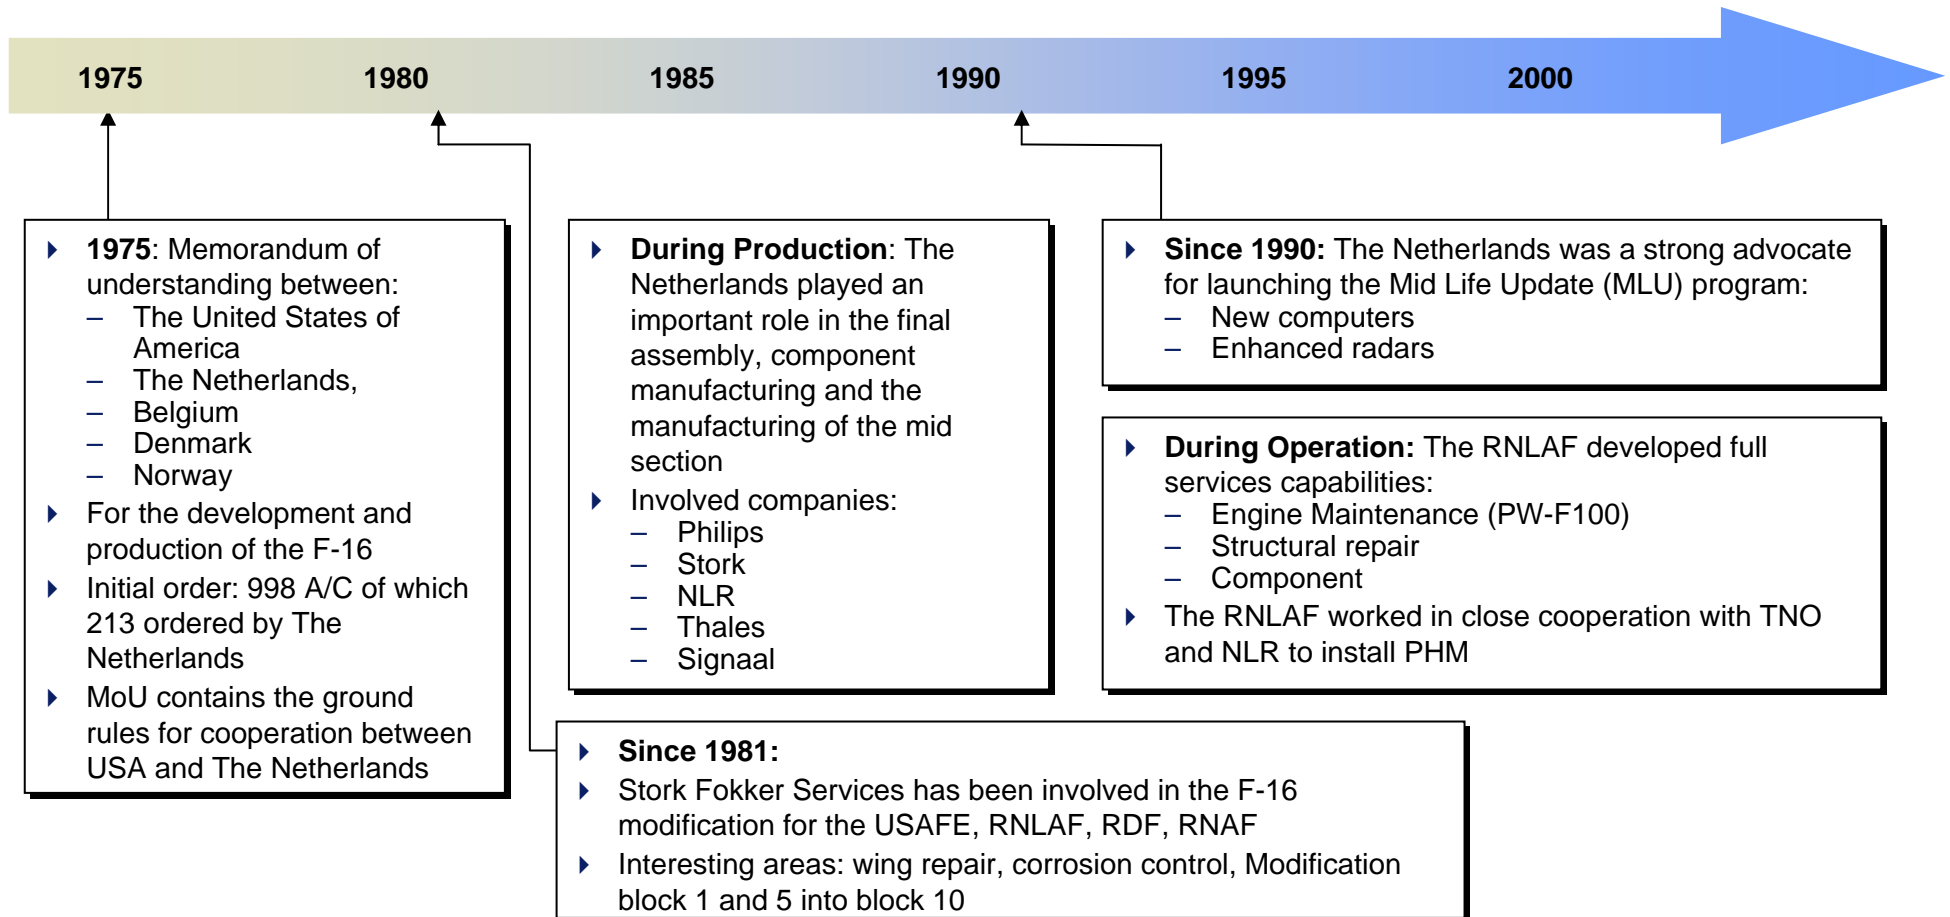 1975 1980 1985 1990 1995 2000
1975: Memorandum of
understanding between:
– The United States of
America
– The Netherlands,
– Belgium
– Denmark
– Norway
For the development and
production of the F-16
Initial order: 998 A/C of which
213 ordered by The
Netherlands
MoU contains the ground
rules for cooperation between
USA and The Netherlands
During Production: The
Netherlands played an
important role in the final
assembly, component
manufacturing and the
manufacturing of the mid
section
Involved companies:
– Philips
– Stork
– NLR
– Thales
– Signaal
Since 1990: The Netherlands was a strong advocate
for launching the Mid Life Update (MLU) program:
– New computers
– Enhanced radars
During Operation: The RNLAF developed full
services capabilities:
– Engine Maintenance (PW-F100)
– Structural repair
– Component
The RNLAF worked in close cooperation with TNO
and NLR to install PHM
Since 1981:
Stork Fokker Services has been involved in the F-16
modification for the USAFE, RNLAF, RDF, RNAF
Interesting areas: wing repair, corrosion control, Modification
block 1 and 5 into block 10